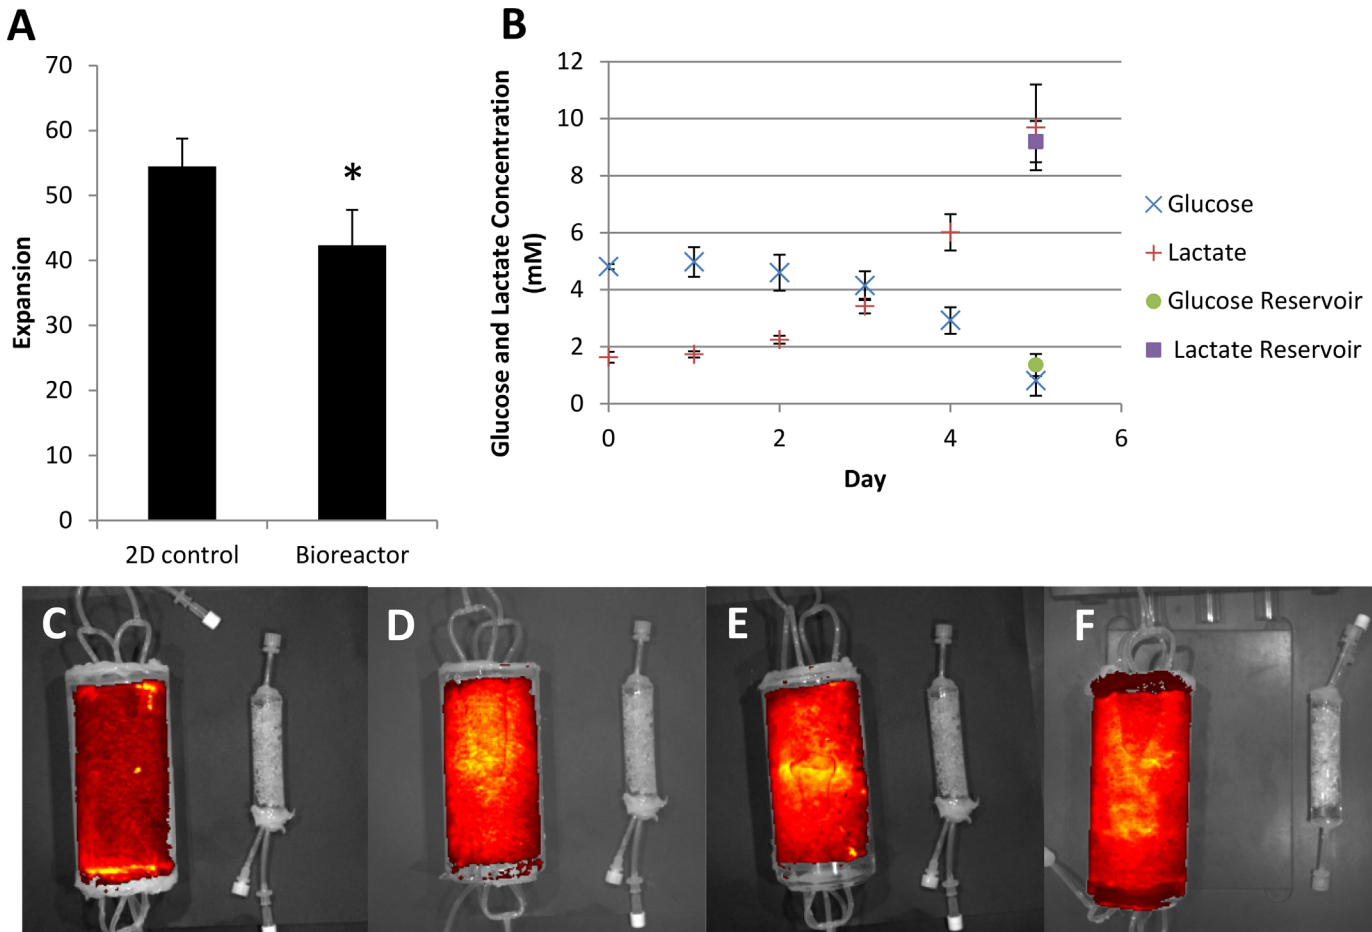 A
70
60
50
40
30
20
10
0
Expansion
*
2D control
Bioreactor
B
12
10
8
6
4
2
0
Glucose and Lactate Concentration
(mM)
0
2
4
6
Day
Glucose
Lactate
Glucose Reservoir
Lactate Reservoir
C
D
E
F